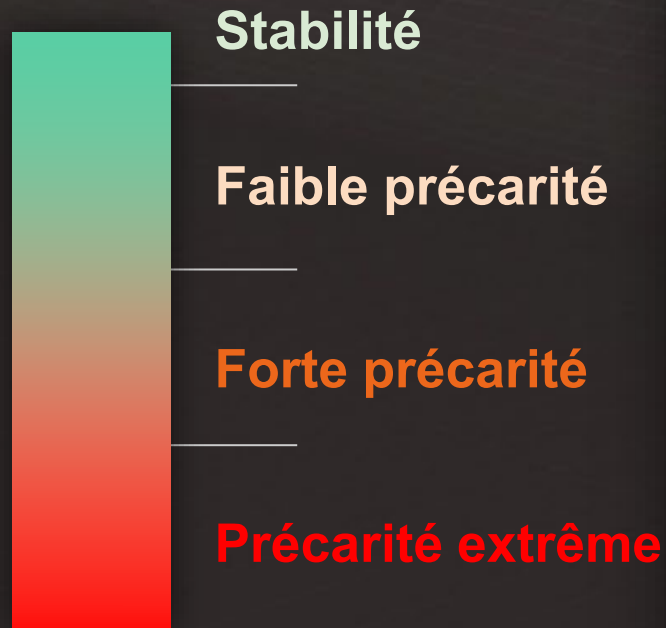 Stabilité
Faible précarité
Forte précarité
Précarité extrême